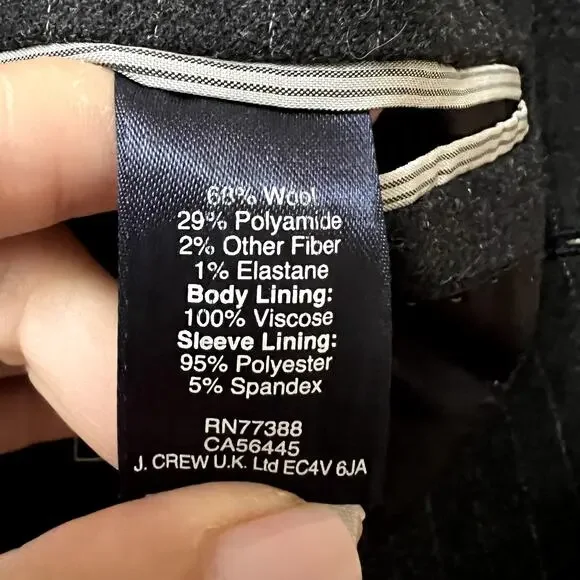 68% Wool
29% Polyamide
2% Other Fiber
1% Elastane
Body Lining:
100% Viscose
Sleeve Lining:
95% Polyester
5% Spandex
RN77388
CA56445
J. CREW U.K. Ltd EC4V 6JA